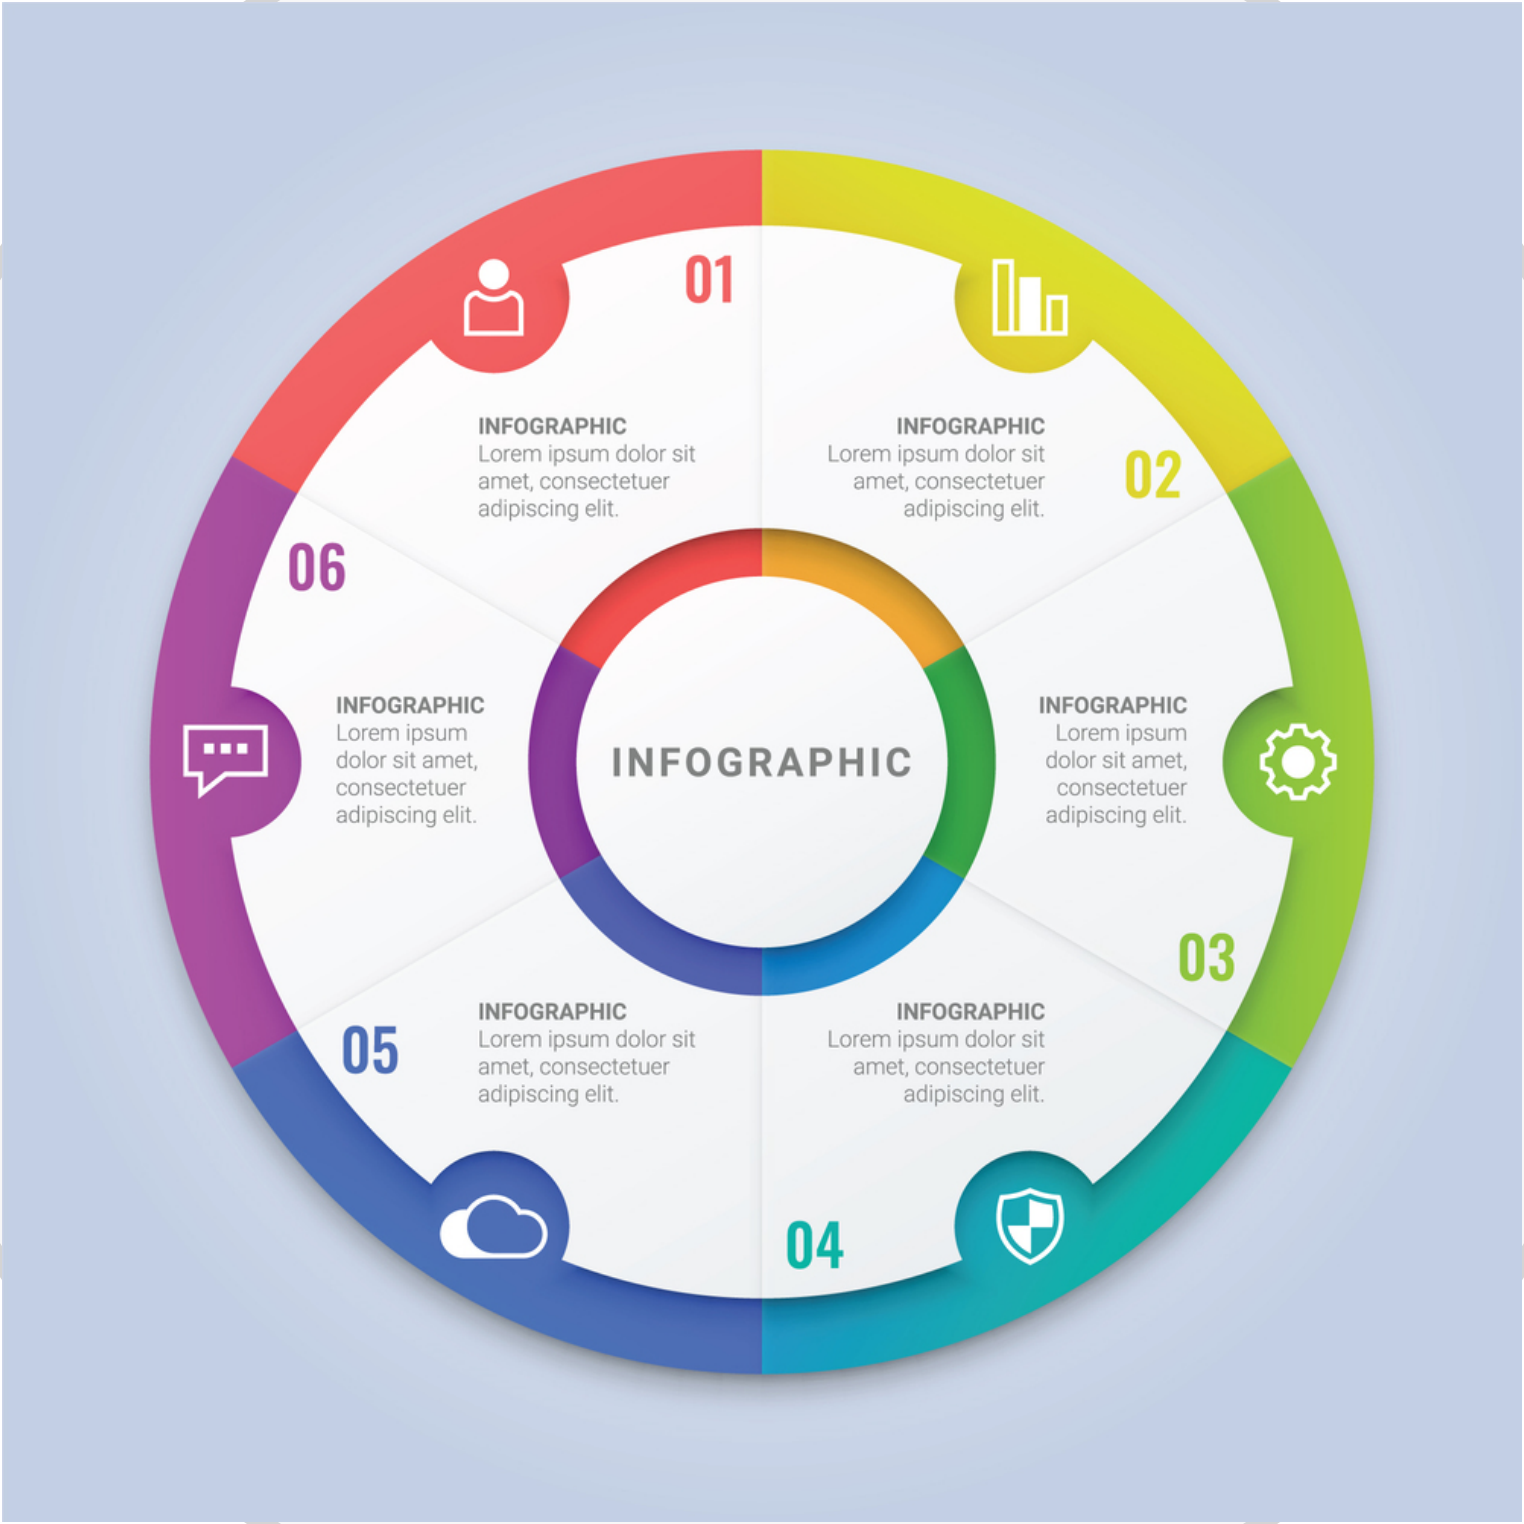 01
INFOGRAPHIC
Lorem ipsum dolor sit
amet, consectetuer
adipiscing elit.
02
INFOGRAPHIC
Lorem ipsum dolor sit
amet, consectetuer
adipiscing elit.
03
INFOGRAPHIC
Lorem ipsum
dolor sit amet,
consectetuer
adipiscing elit.
04
INFOGRAPHIC
Lorem ipsum dolor sit
amet, consectetuer
adipiscing elit.
05
INFOGRAPHIC
Lorem ipsum dolor sit
amet, consectetuer
adipiscing elit.
06
INFOGRAPHIC
Lorem ipsum
dolor sit amet,
consectetuer
adipiscing elit.
INFOGRAPHIC